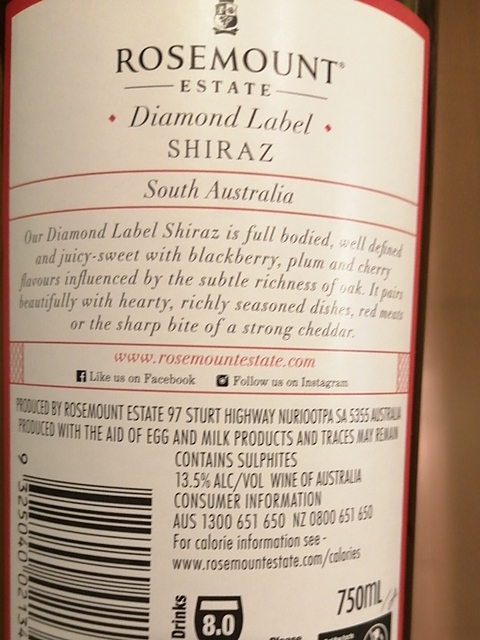 ROSEMOUNT®
ESTATE
Diamond Label
SHIRAZ
South Australia
Our Diamond Label Shiraz is full bodied, well defined
and juicy-sweet with blackberry, plum and cherry
flavours influenced by the subtle richness of oak. It pairs
beautifully with hearty, richly seasoned dishes, red meats
or the sharp bite of a strong cheddar.
www.rosemountestate.com
Like us on Facebook Follow us on Instagram
PRODUCED BY ROSEMOUNT ESTATE 97 STURT HIGHWAY NURIOOTPA SA 5355 AUSTRALIA
PRODUCED WITH THE AID OF EGG AND MILK PRODUCTS AND TRACES MAY REMAIN
CONTAINS SULPHITES
13.5% ALC/VOL WINE OF AUSTRALIA
CONSUMER INFORMATION
AUS 1300 651 650 NZ 0800 651 650
For calorie information see -
www.rosemountestate.com/calories
750mL
Drinks
8.0
9 325040 02134